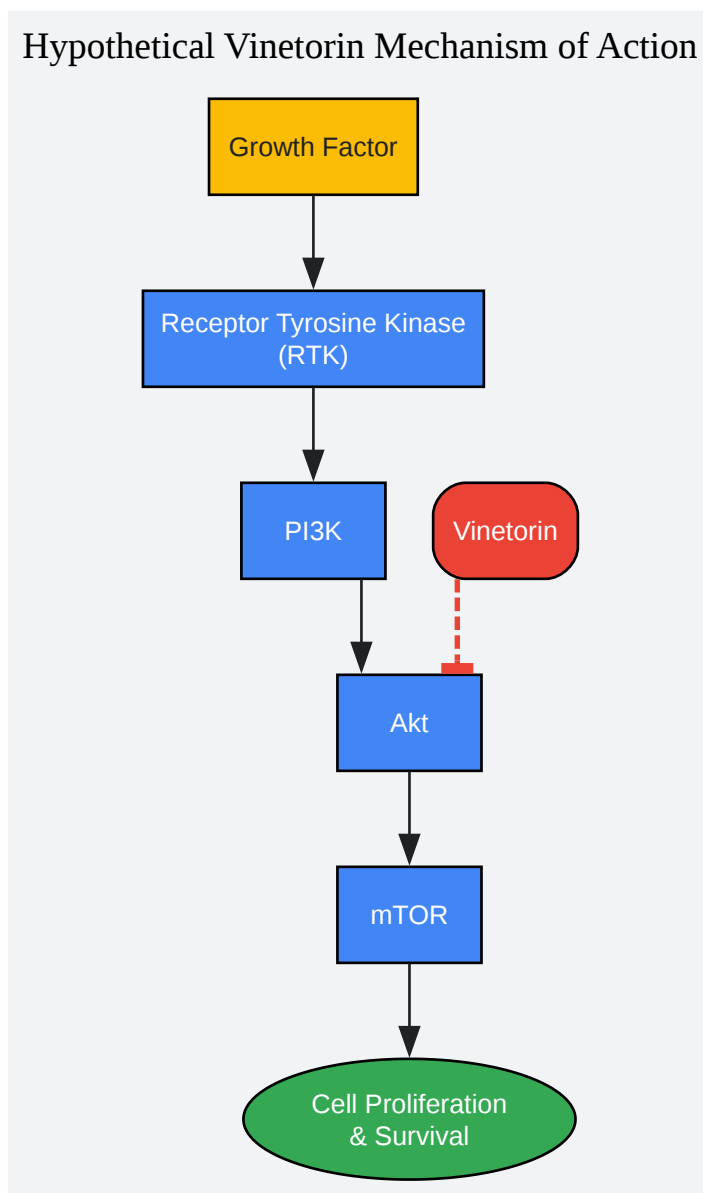 Hypothetical Vinetorin Mechanism of Action
Growth Factor
Receptor Tyrosine Kinase
(RTK)
PI3K
Vinetorin
Akt
mTOR
Cell Proliferation
& Survival